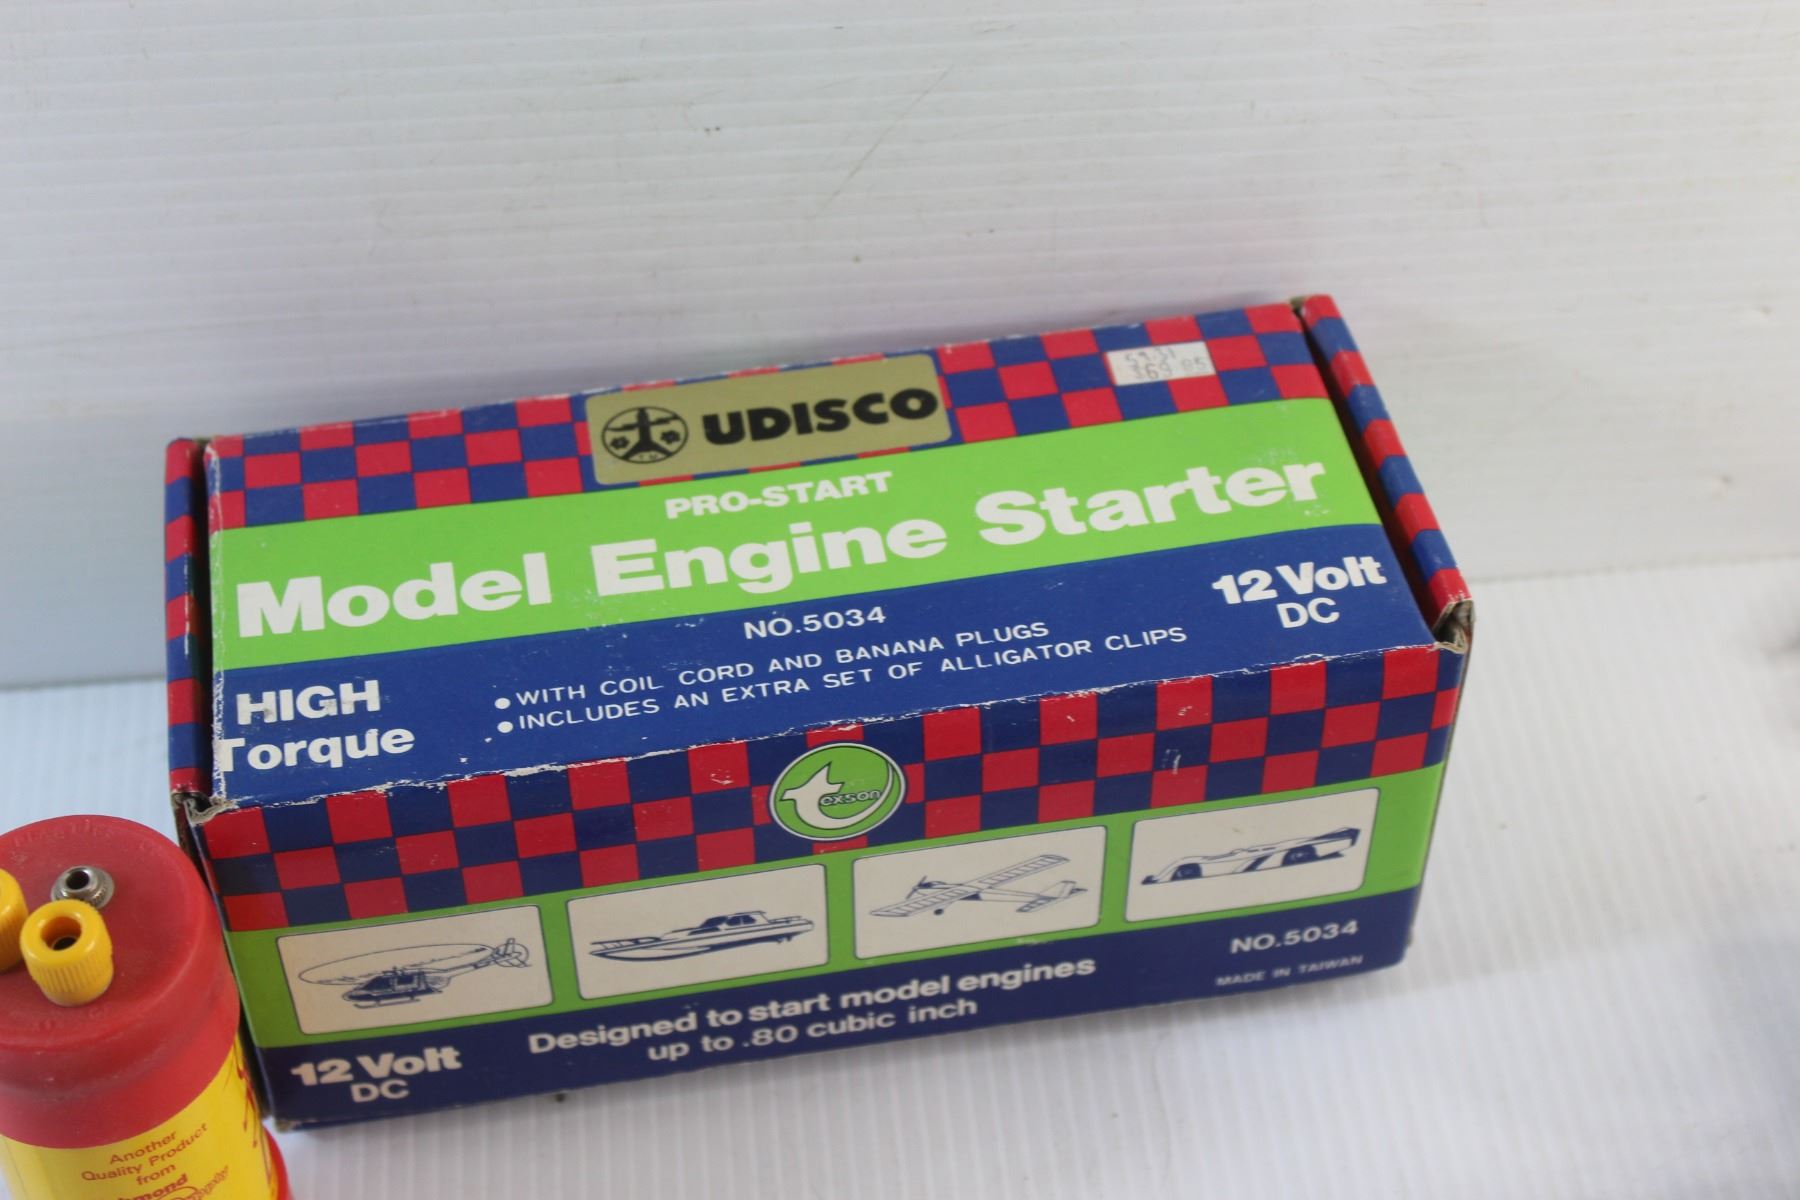 UDISCO
T M
PRO-START
Model Engine Starter
NO.5034
12 Volt
DC
HIGH
Torque
• WITH COIL CORD AND BANANA PLUGS
• INCLUDES AN EXTRA SET OF ALLIGATOR CLIPS
exson
Designed to start model engines
up to .80 cubic inch
NO.5034
MADE IN TAIWAN
12 Volt
DC
Another
Quality Product
from